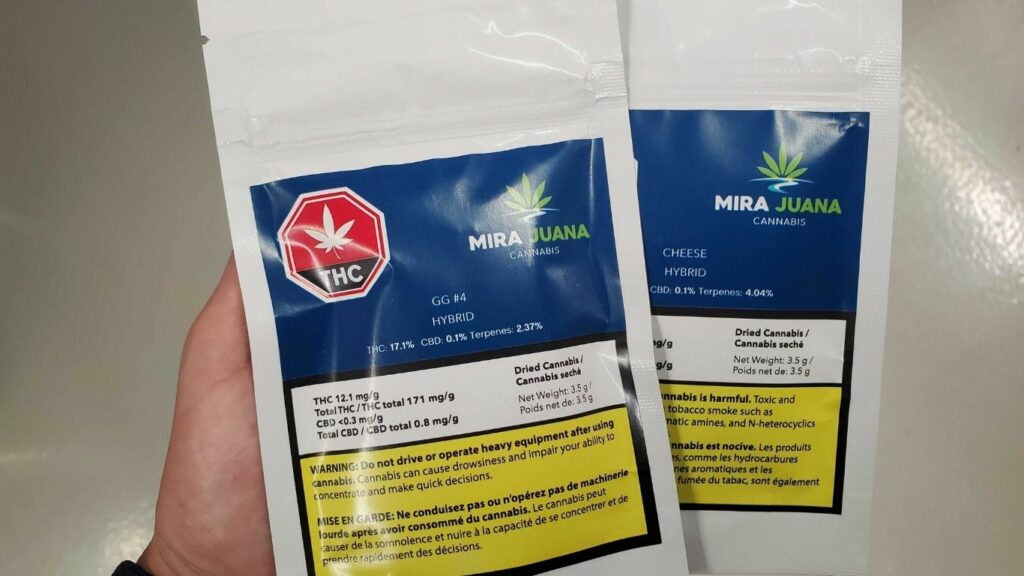 THC
MIRA JUANA
CANNABIS
GG #4
HYBRID
THC: 17.1% CBD: 0.1% Terpenes: 2.37%
THC 12.1 mg/g
Total THC / THC total 171 mg/g
CBD <0.3 mg/g
Total CBD / CBD total 0.8 mg/g
Dried Cannabis /
Cannabis seché
Net Weight: 3.5 g /
Poids net de: 3.5 g
WARNING: Do not drive or operate heavy equipment after using
cannabis. Cannabis can cause drowsiness and impair your ability to
concentrate and make quick decisions.
MISE EN GARDE: Ne conduisez pas ou n'opérez pas de machinerie
lourde après avoir consommé du cannabis. Le cannabis peut
causer de la somnolence et nuire à la capacité de se concentrer et de
prendre rapidement des décisions.
MIRA JUANA
CANNABIS
CHEESE
HYBRID
CBD: 0.1% Terpenes: 4.04%
mg/g
Dried Cannabis /
Cannabis seché
Net Weight: 3.5 g /
Poids net de: 3.5 g
is harmful. Toxic and
tobacco smoke such as
amines, and N-heterocyclics
est nocive. Les produits
comme les hydrocarbures
aromatiques et les
fumée du tabac, sont également